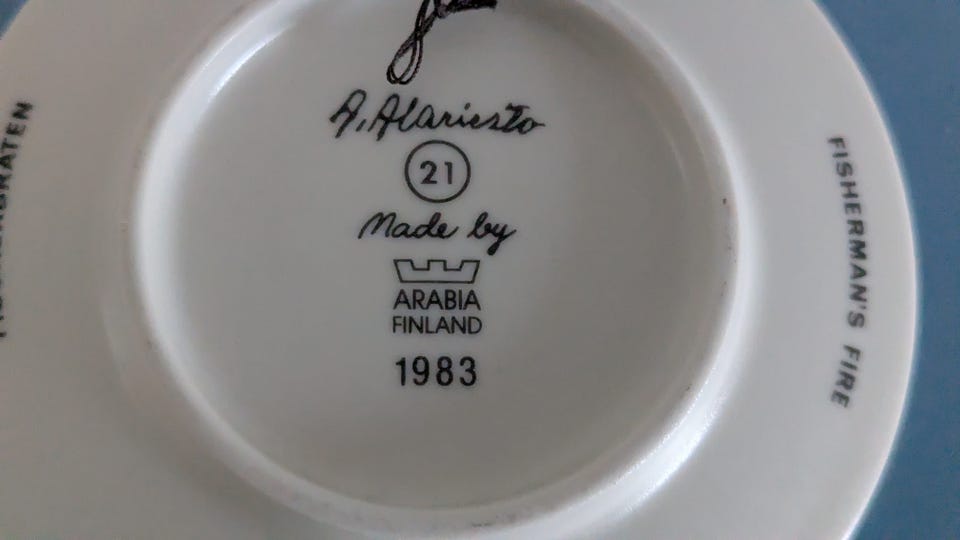 A. Alariesto
21
Made by
ARABIA
FINLAND
1983
FISHERMAN'S FIRE